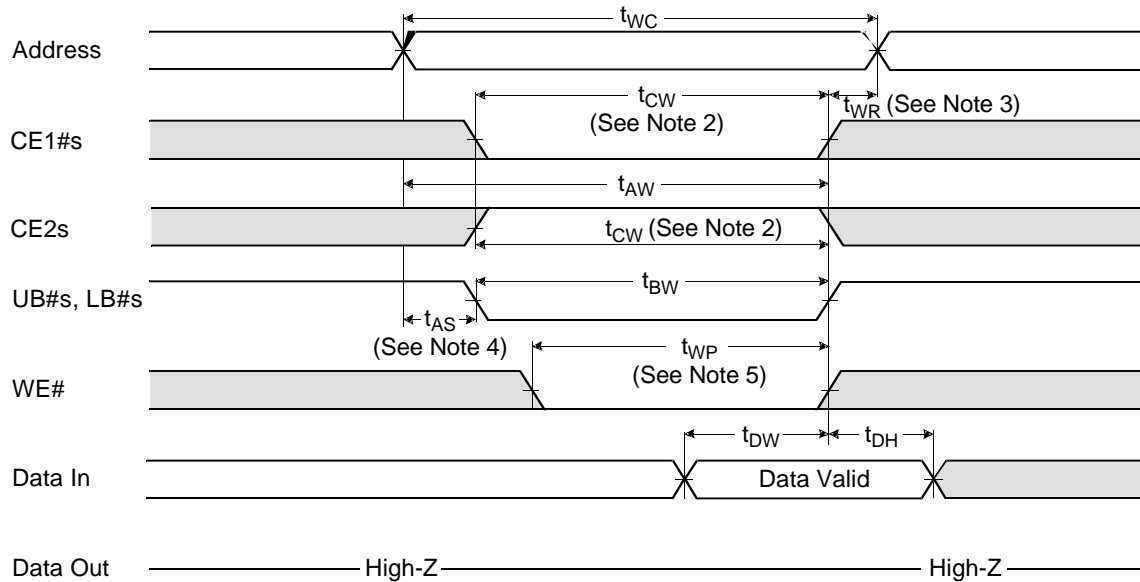 tWC
Address
tCW
(See Note 2)
tWR (See Note 3)
CE1#s
tAW
CE2s
tCW (See Note 2)
tBW
UB#s, LB#s
tAS
(See Note 4)
tWP
(See Note 5)
WE#
tDW
tDH
Data In
Data Valid
Data Out
High-Z
High-Z